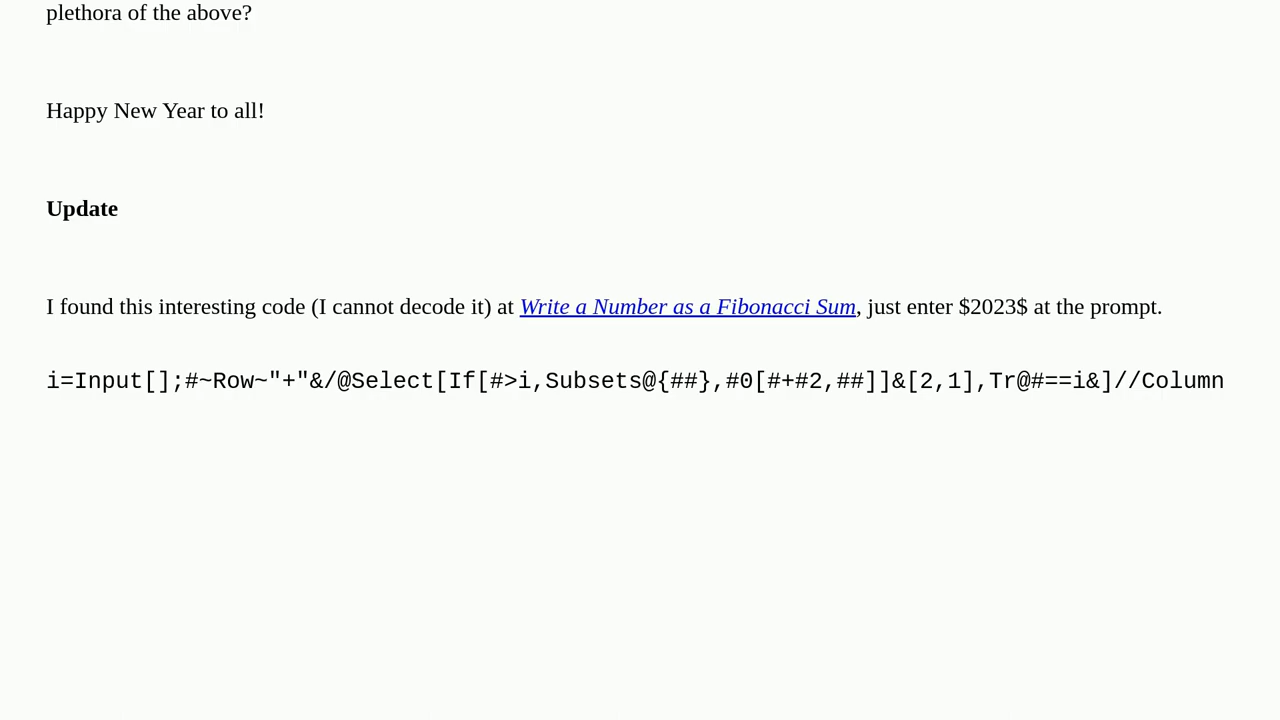 plethora of the above?
Happy New Year to all!
Update
I found this interesting code (I cannot decode it) at Write a Number as a Fibonacci Sum, just enter $2023$ at the prompt.
i=Input[];#~Row~"+"&/@Select[If[#>i,Subsets@{##},#0[#+#2,##]]&[2,1],Tr@#==i&]//Column